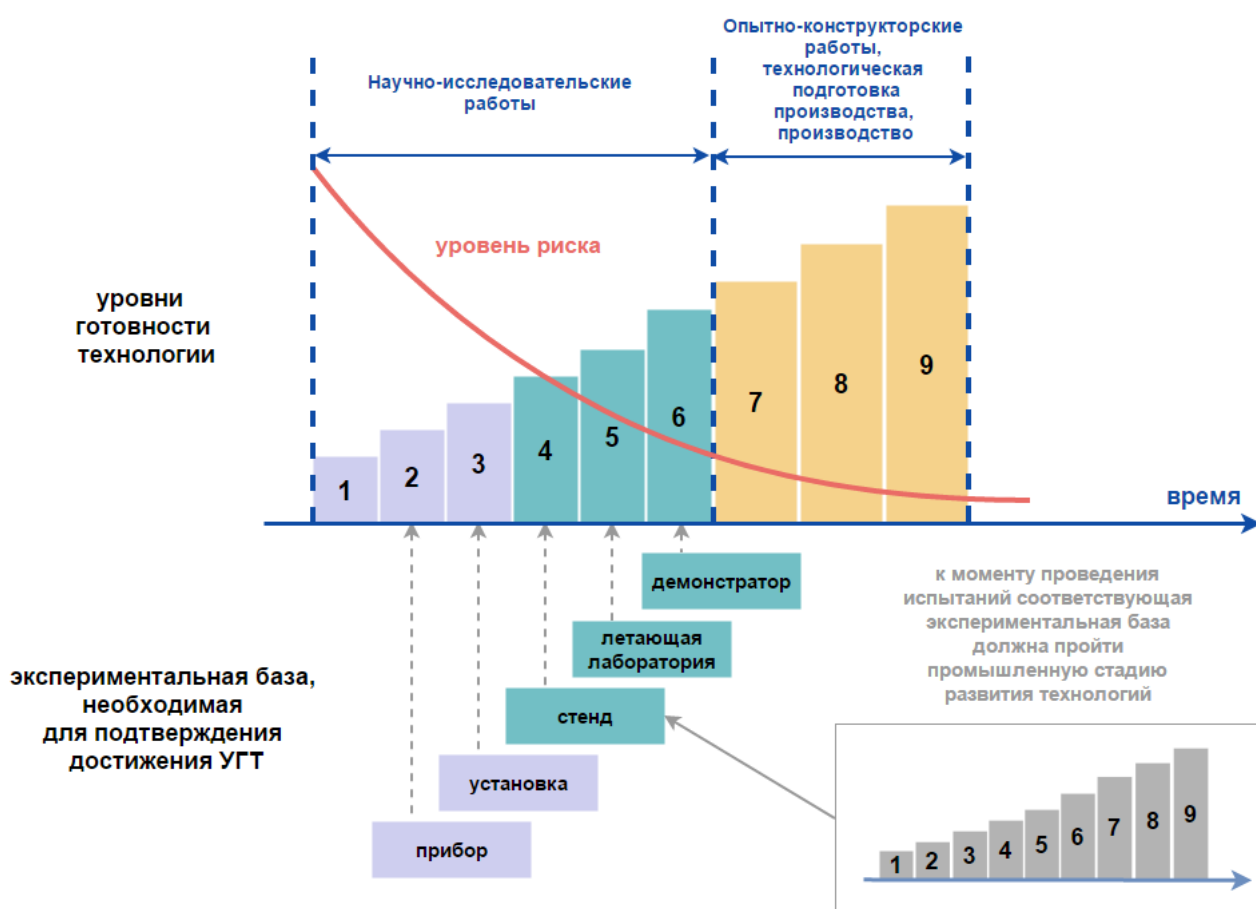 Опытно-конструкторские
работы,
технологическая
подготовка
производства,
производство
Научно-исследовательские
работы
уровень риска
уровни
готовности
технологии
1
2
3
4
5
6
7
8
9
время
демонстратор
летающая
лаборатория
стенд
установка
прибор
экспериментальная база,
необходимая
для подтверждения
достижения УГТ
к моменту проведения
испытаний соответствующая
экспериментальная база
должна пройти
промышленную стадию
развития технологий
1
2
3
4
5
6
7
8
9